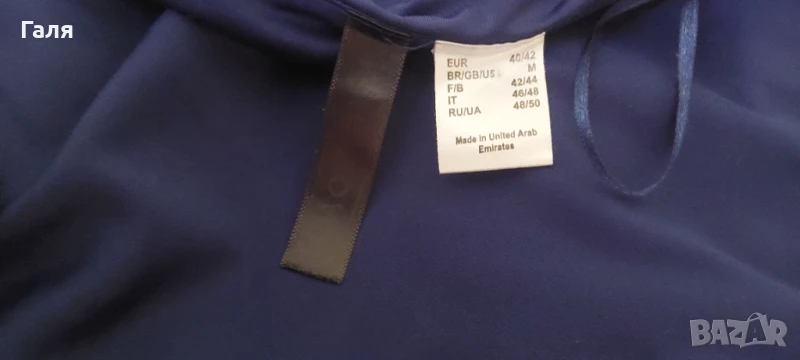 Галя
EUR 40/42
BR/GB/US M
F/B 42/44
IT 46/48
RU/UA 48/50
Made in United Arab
Emirates
BAZAR